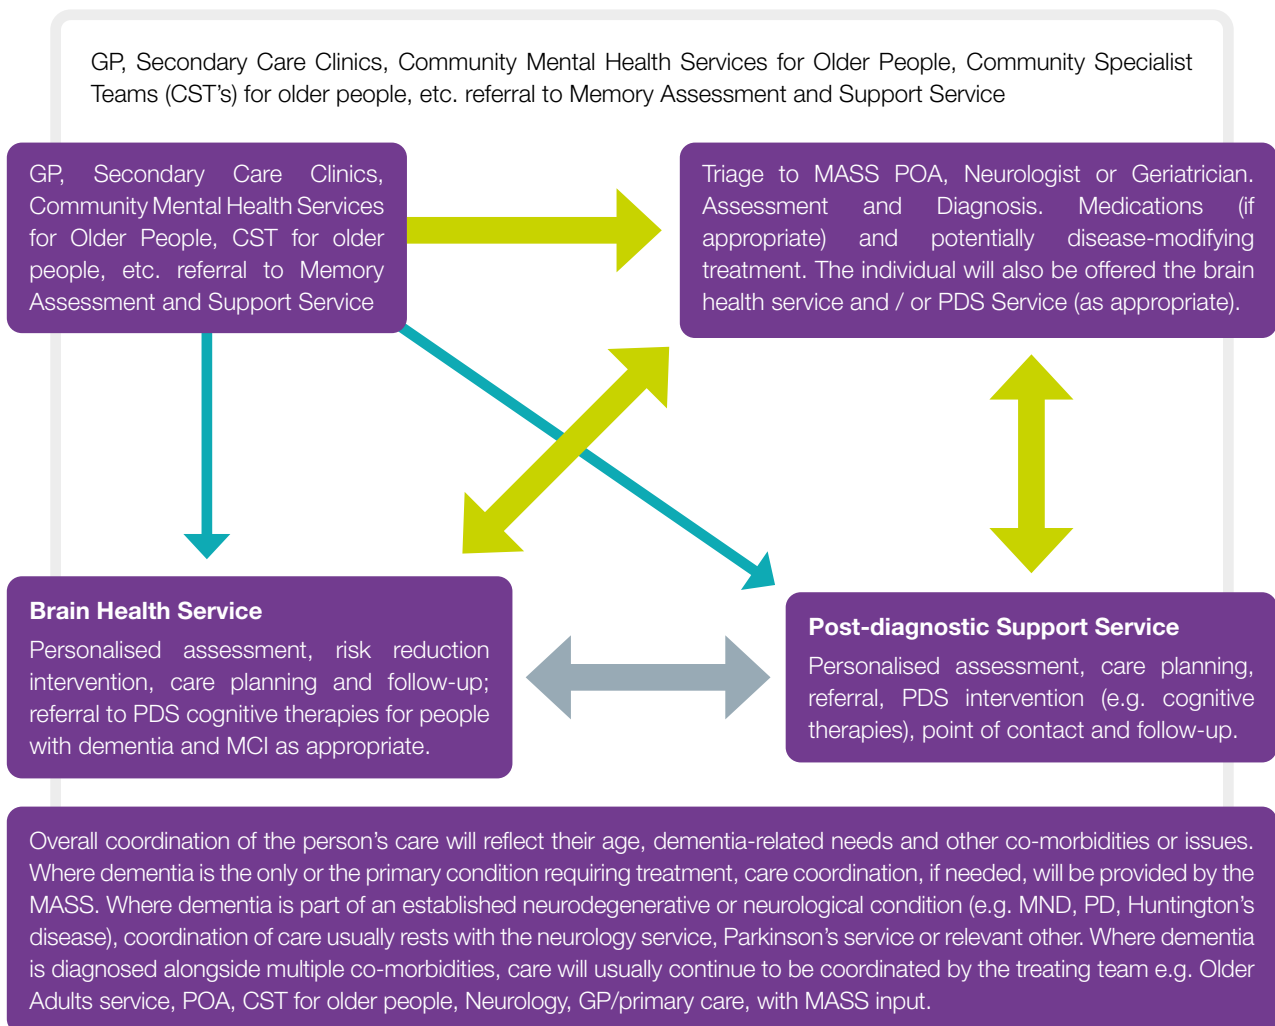 GP, Secondary Care Clinics, Community Mental Health Services for Older People, Community Specialist
Teams (CST’s) for older people, etc. referral to Memory Assessment and Support Service
GP, Secondary Care Clinics,
Community Mental Health Services
for Older People, CST for older
people, etc. referral to Memory
Assessment and Support Service
Triage to MASS POA, Neurologist or Geriatrician.
Assessment and Diagnosis. Medications (if
appropriate) and potentially disease-modifying
treatment. The individual will also be offered the brain
health service and / or PDS Service (as appropriate).
Brain Health Service
Personalised assessment, risk reduction
intervention, care planning and follow-up;
referral to PDS cognitive therapies for people
with dementia and MCI as appropriate.
Post-diagnostic Support Service
Personalised assessment, care planning,
referral, PDS intervention (e.g. cognitive
therapies), point of contact and follow-up.
Overall coordination of the person’s care will reflect their age, dementia-related needs and other co-morbidities or issues.
Where dementia is the only or the primary condition requiring treatment, care coordination, if needed, will be provided by the
MASS. Where dementia is part of an established neurodegenerative or neurological condition (e.g. MND, PD, Huntington’s
disease), coordination of care usually rests with the neurology service, Parkinson’s service or relevant other. Where dementia
is diagnosed alongside multiple co-morbidities, care will usually continue to be coordinated by the treating team e.g. Older
Adults service, POA, CST for older people, Neurology, GP/primary care, with MASS input.